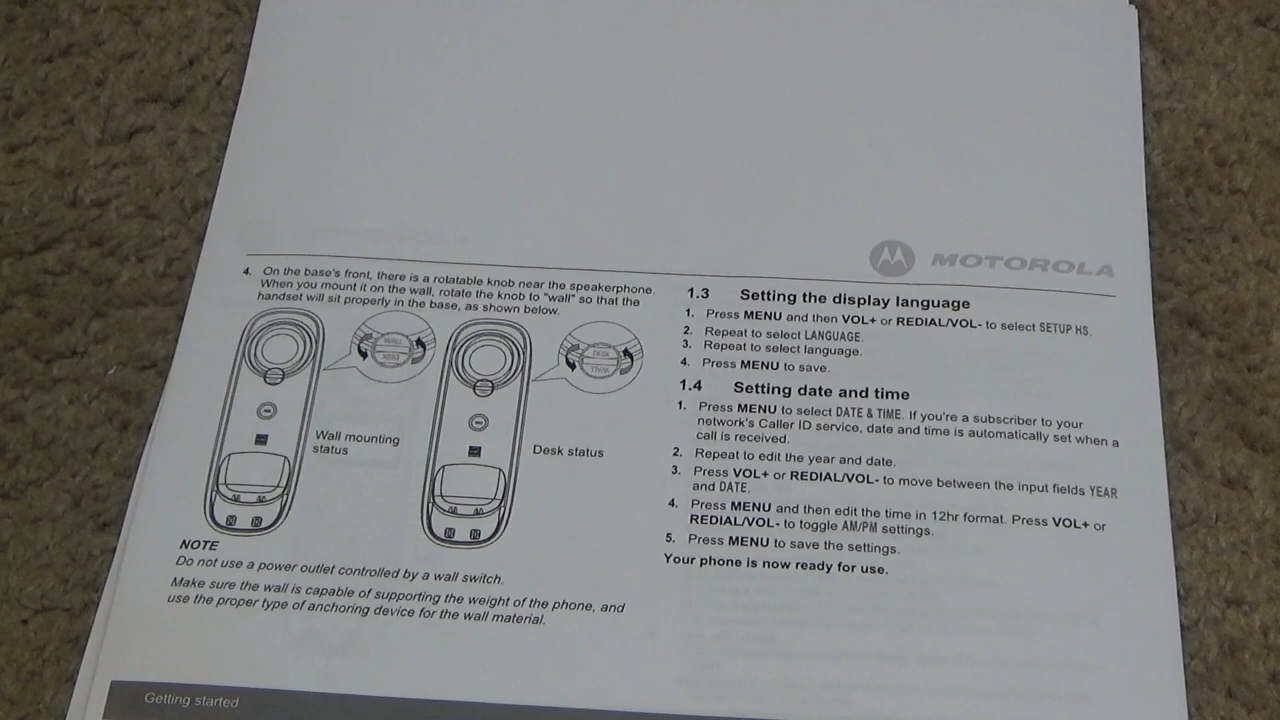 MOTOROLA
4. On the base's front, there is a rotatable knob near the speakerphone.
When you mount it on the wall, rotate the knob to "wall" so that the
handset will sit properly in the base, as shown below.
WALL
DESK
DESK
WALL
Wall mounting
status
Desk status
NOTE
Do not use a power outlet controlled by a wall switch.
Make sure the wall is capable of supporting the weight of the phone, and
use the proper type of anchoring device for the wall material.
1.3 Setting the display language
1. Press MENU and then VOL+ or REDIAL/VOL- to select SETUP HS.
2. Repeat to select LANGUAGE.
3. Repeat to select language.
4. Press MENU to save.
1.4 Setting date and time
1. Press MENU to select DATE & TIME. If you're a subscriber to your
network's Caller ID service, date and time is automatically set when a
call is received.
2. Repeat to edit the year and date.
3. Press VOL+ or REDIAL/VOL- to move between the input fields YEAR
and DATE.
4. Press MENU and then edit the time in 12hr format. Press VOL+ or
REDIAL/VOL- to toggle AM/PM settings.
5. Press MENU to save the settings.
Your phone is now ready for use.
Getting started